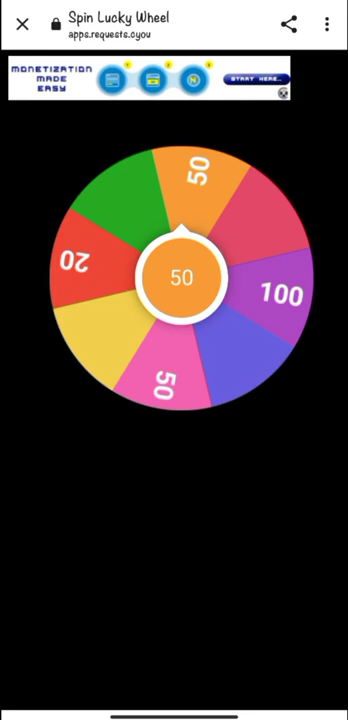 Spin Lucky Wheel
apps.requests.cyou
MONETIZATION
MADE
EASY
START HERE...
50
100
50
20
50